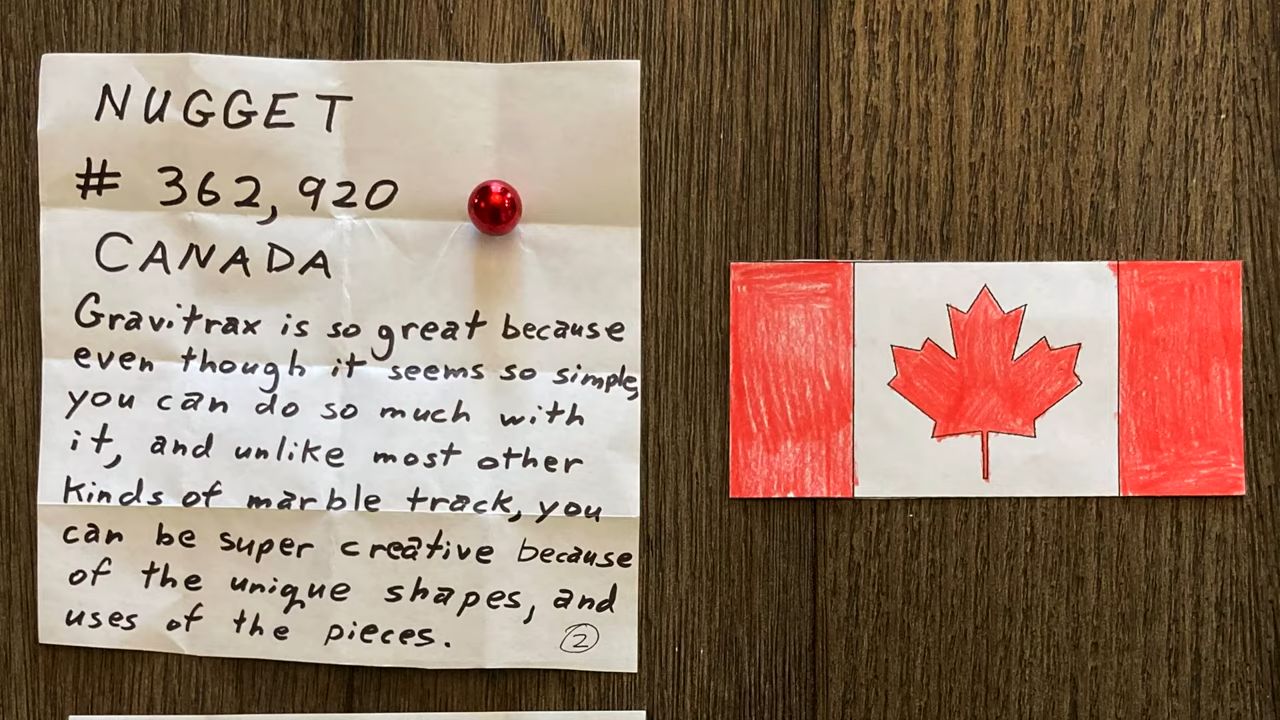 NUGGET
# 362,920
CANADA
Gravitrax is so great because
even though it seems so simple,
you can do so much with
it, and unlike most other
kinds of marble track, you
can be super creative because
of the unique shapes, and
uses of the pieces.
2